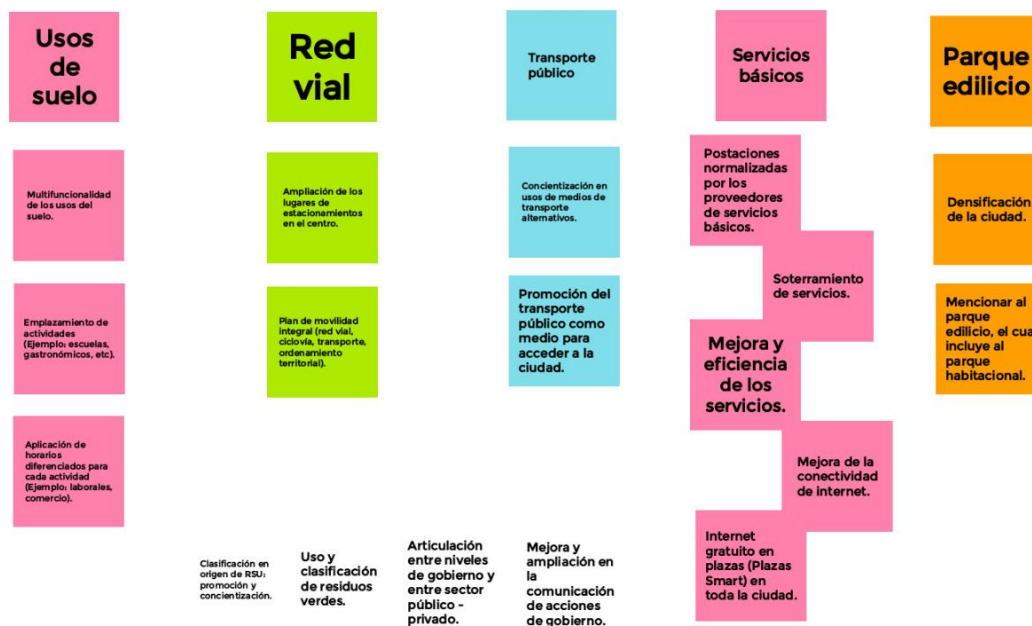 Usos
de
suelo
Multifuncionalidad
de los usos del
suelo.
Emplazamiento de
actividades
(Ejemplo: escuelas,
gastronómicos, etc).
Aplicación de
horarios
diferenciados para
cada actividad
(Ejemplo: laborales,
comercio).
Red
vial
Ampliación de los
lugares de
estacionamientos
en el centro.
Plan de movilidad
integral (red vial,
ciclovía, transporte,
ordenamiento
territorial).
Transporte
público
Concientización en
usos de medios de
transporte
alternativos.
Promoción del
transporte
público como
medio para
acceder a la
ciudad.
Servicios
básicos
Postaciones
normalizadas
por los
proveedores
de servicios
básicos.
Soterramiento
de servicios.
Mejora y
eficiencia
de los
servicios.
Mejora de la
conectividad
de internet.
Internet
gratuito en
plazas (Plazas
Smart) en
toda la ciudad.
Parque
edilicio
Densificación
de la ciudad.
Mencionar al
parque
edilicio, el cua
incluye al
parque
habitacional.
Clasificación en
origen de RSU:
promoción y
concientización.
Uso y
clasificación
de residuos
verdes.
Articulación
entre niveles
de gobierno y
entre sector
público -
privado.
Mejora y
ampliación en
la
comunicación
de acciones
de gobierno.